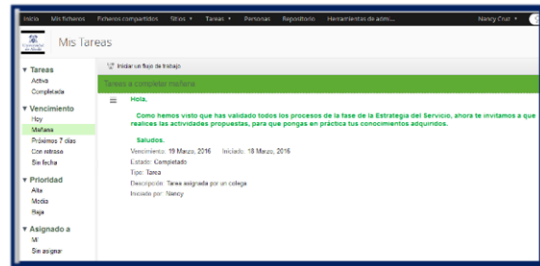 Inicio Mis ficheros Ficheros compartidos Sitios Tareas Personas Repositorio Herramientas de admi... Nancy Cruz
Mis Tareas
Tareas
Activa
Completada
Vencimiento
Hoy
Mañana
Próximos 7 días
Con retraso
Sin fecha
Prioridad
Alta
Media
Baja
Asignado a
Mí
Sin asignar
Iniciar un flujo de trabajo
Tareas a completar mañana
Hola,
Como hemos visto que has validado todos los procesos de la fase de la Estrategia del Servicio, ahora te invitamos a que
realices las actividades propuestas, para que pongas en práctica tus conocimientos adquiridos.
Saludos.
Vencimiento: 19 Marzo, 2016 Iniciado: 18 Marzo, 2016
Estado: Completado
Tipo: Tarea
Descripción: Tarea asignada por un colega
Iniciado por: Nancy